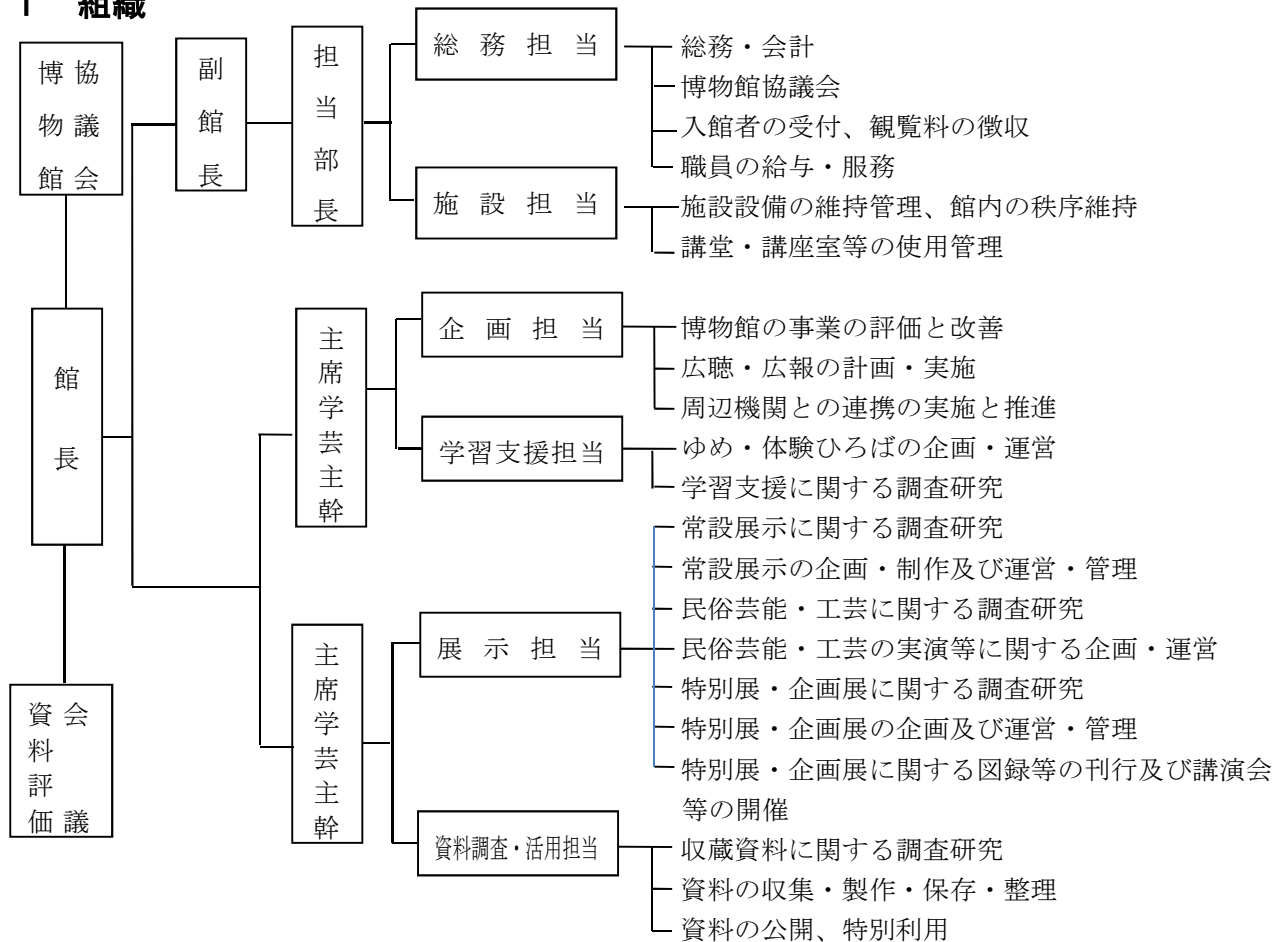 1 組織
博物館協議会
館長
資料評価会議
副館長
担当部長
総務担当
総務・会計
博物館協議会
入館者の受付、観覧料の徴収
職員の給与・服務
施設担当
施設設備の維持管理、館内の秩序維持
講堂・講座室等の使用管理
主席学芸主幹
企画担当
博物館の事業の評価と改善
広聴・広報の計画・実施
周辺機関との連携の実施と推進
学習支援担当
ゆめ・体験ひろばの企画・運営
学習支援に関する調査研究
主席学芸主幹
展示担当
常設展示に関する調査研究
常設展示の企画・制作及び運営・管理
民俗芸能・工芸に関する調査研究
民俗芸能・工芸の実演等に関する企画・運営
特別展・企画展に関する調査研究
特別展・企画展の企画及び運営・管理
特別展・企画展に関する図録等の刊行及び講演会
等の開催
資料調査・活用担当
収蔵資料に関する調査研究
資料の収集・製作・保存・整理
資料の公開、特別利用